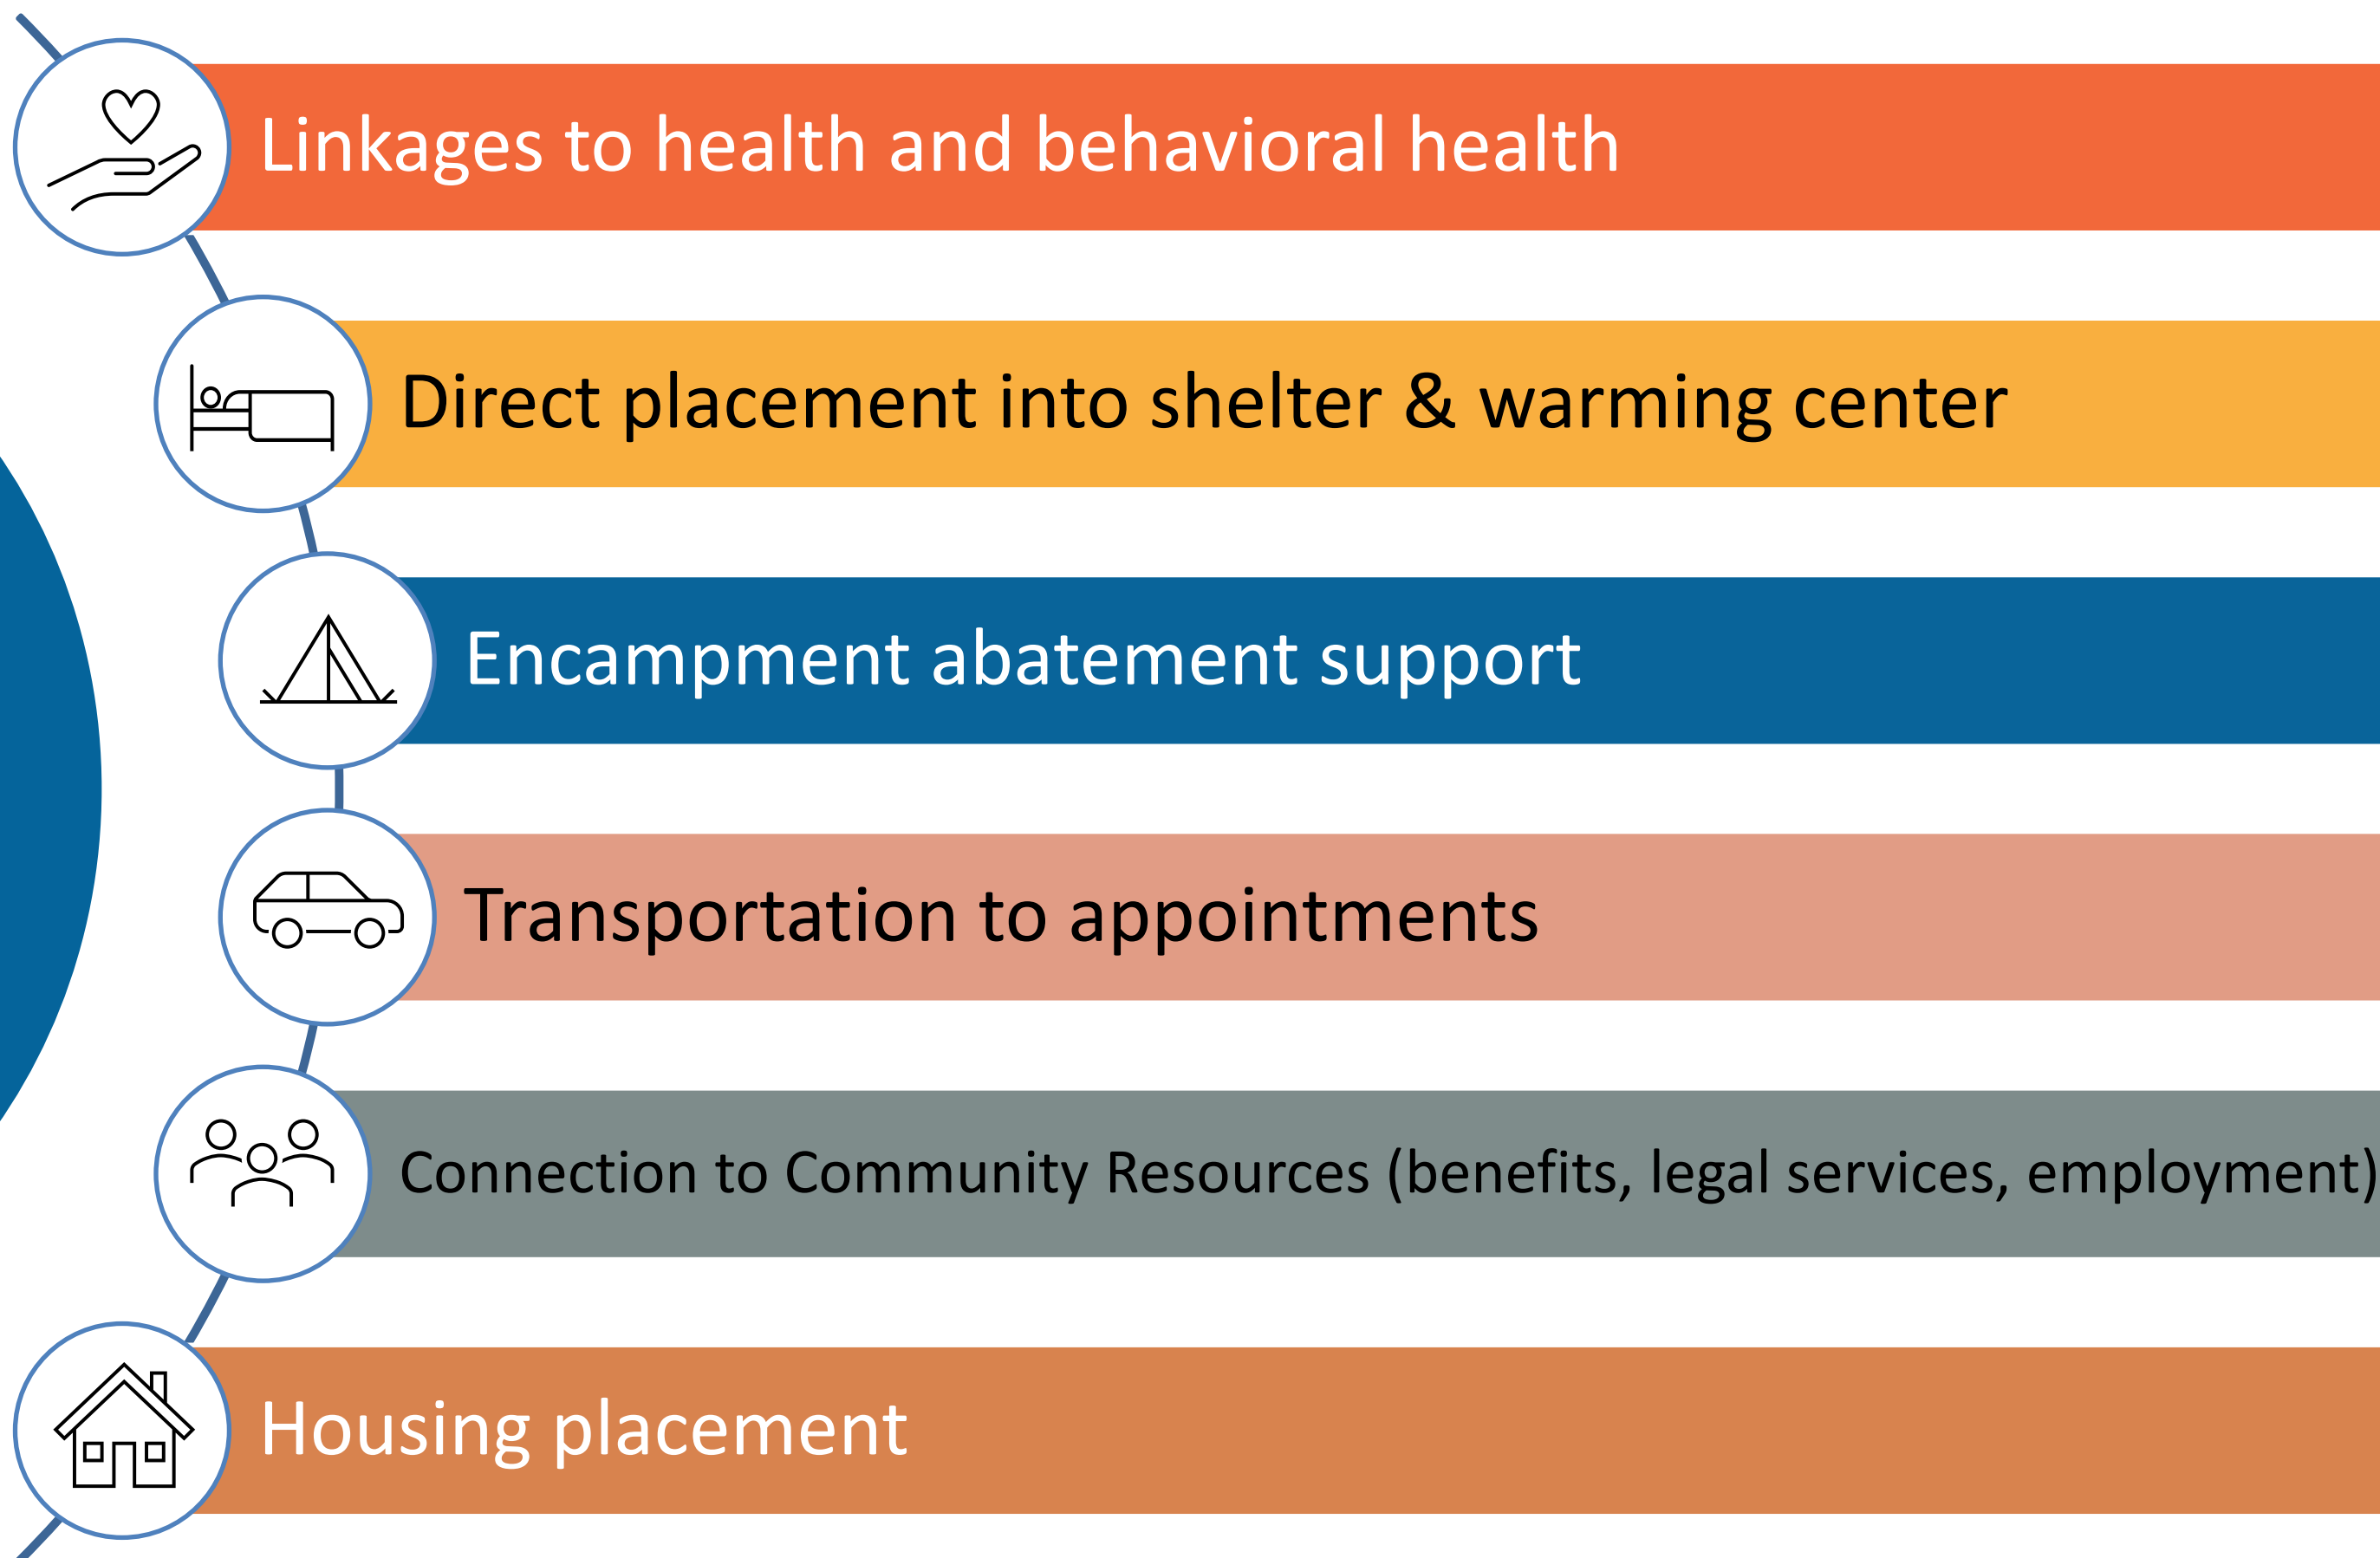 Linkages to health and behavioral health
Direct placement into shelter & warming center
Encampment abatement support
Transportation to appointments
Connection to Community Resources (benefits, legal services, employment)
Housing placement